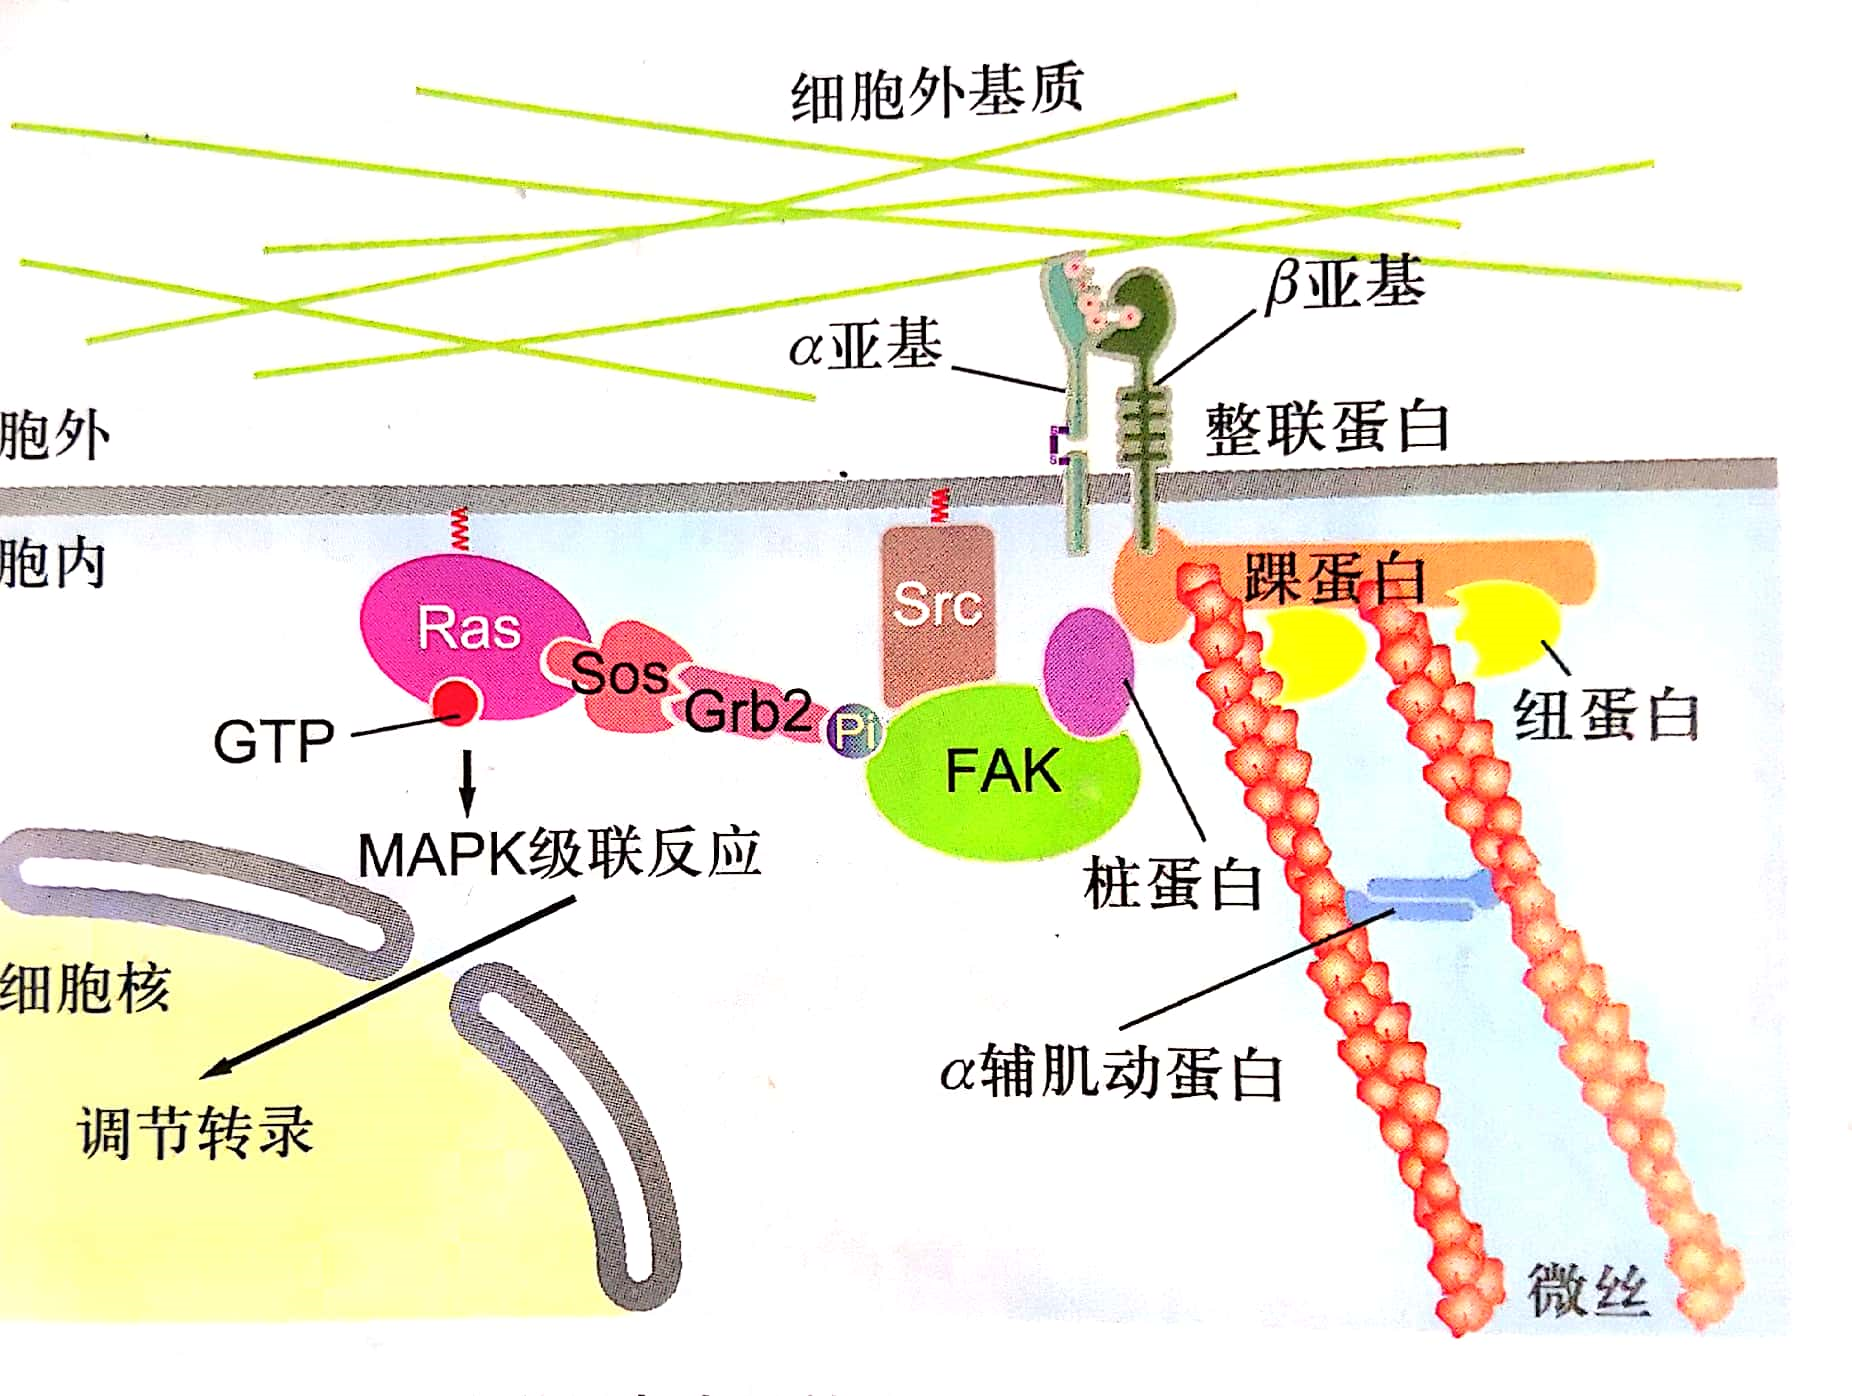 细胞外基质
β亚基
α亚基
整联蛋白
胞外
胞内
踝蛋白
Src
Ras
Sos
Grb2
Pi
纽蛋白
GTP
FAK
MAPK级联反应
桩蛋白
细胞核
α辅肌动蛋白
调节转录
微丝